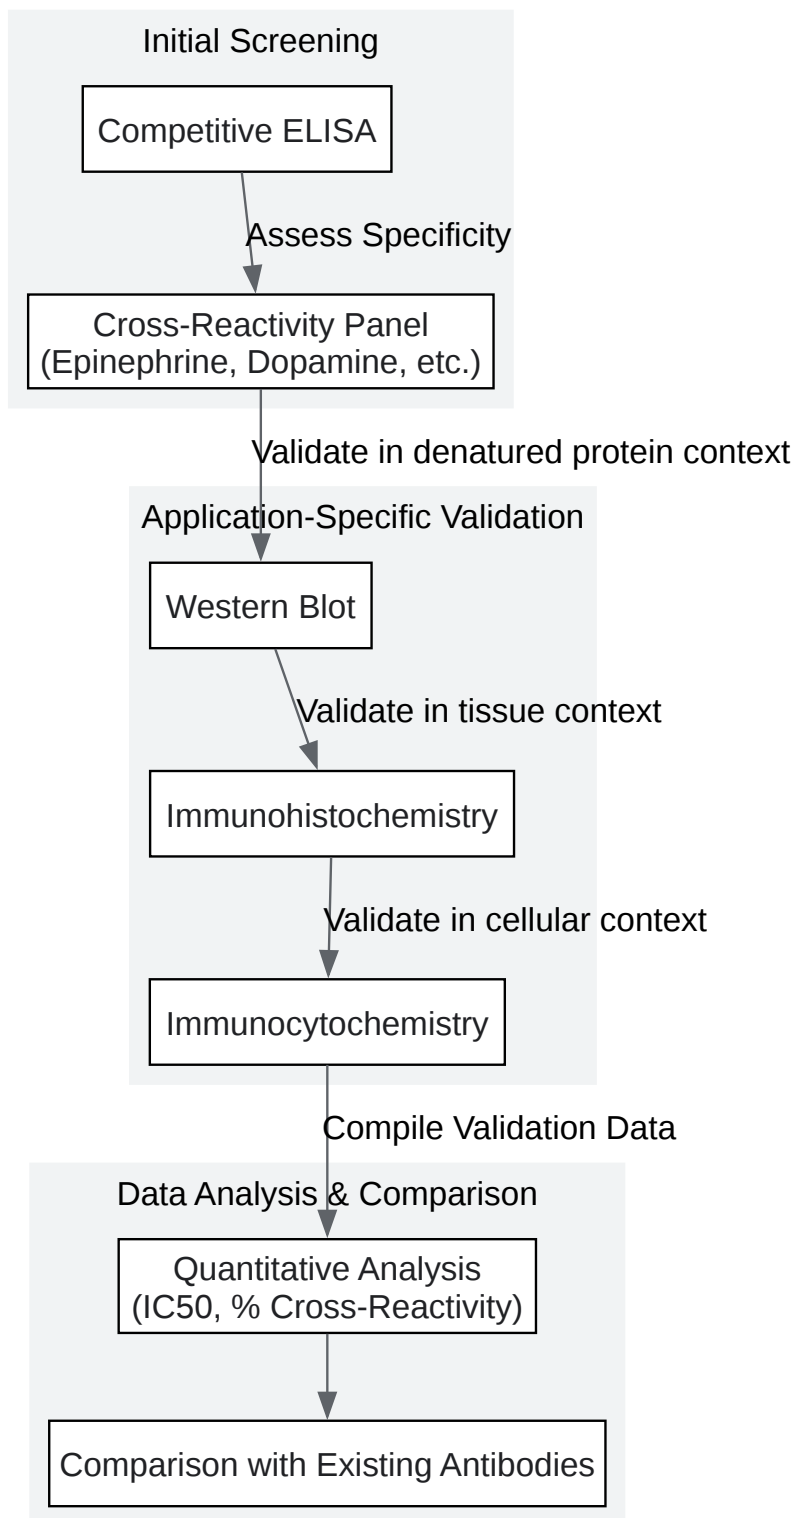 Initial Screening
Competitive ELISA
Assess Specificity
Cross-Reactivity Panel
(Epinephrine, Dopamine, etc.)
Validate in denatured protein context
Application-Specific Validation
Western Blot
Validate in tissue context
Immunohistochemistry
Validate in cellular context
Immunocytochemistry
Compile Validation Data
Data Analysis & Comparison
Quantitative Analysis
(IC50, % Cross-Reactivity)
Comparison with Existing Antibodies